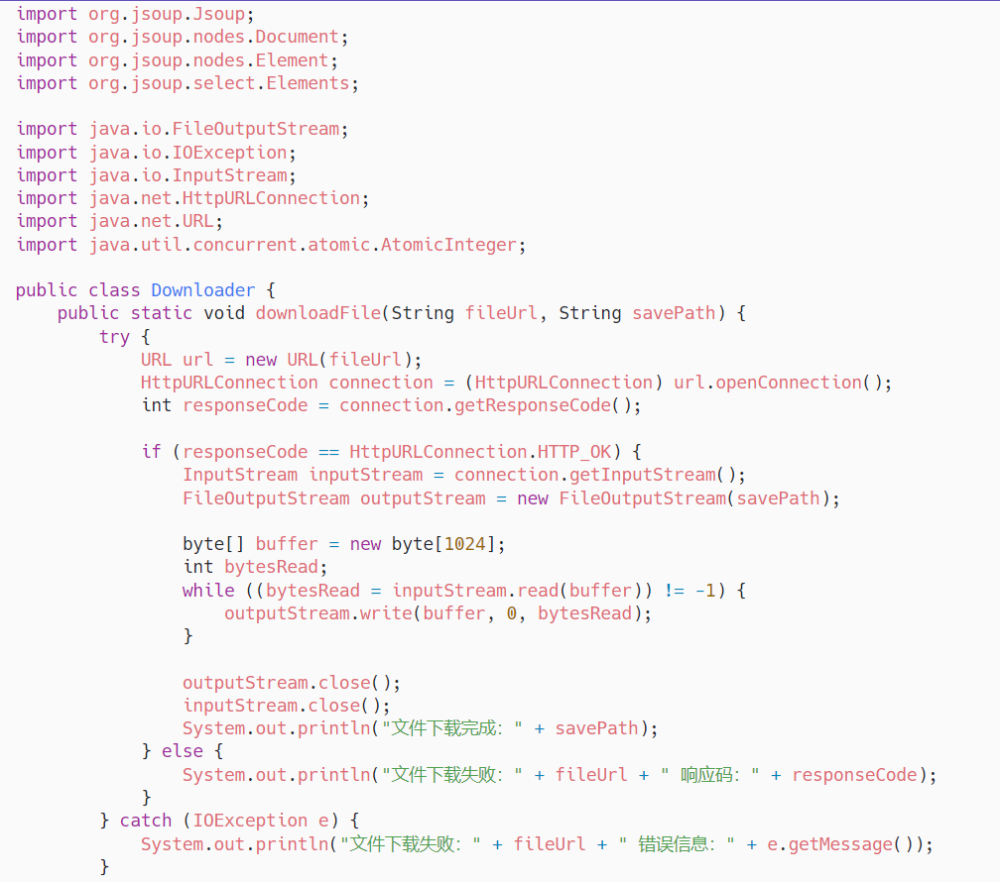 import org.jsoup.Jsoup;
import org.jsoup.nodes.Document;
import org.jsoup.nodes.Element;
import org.jsoup.select.Elements;

import java.io.FileOutputStream;
import java.io.IOException;
import java.io.InputStream;
import java.net.HttpURLConnection;
import java.net.URL;
import java.util.concurrent.atomic.AtomicInteger;

public class Downloader {
    public static void downloadFile(String fileUrl, String savePath) {
        try {
            URL url = new URL(fileUrl);
            HttpURLConnection connection = (HttpURLConnection) url.openConnection();
            int responseCode = connection.getResponseCode();

            if (responseCode == HttpURLConnection.HTTP_OK) {
                InputStream inputStream = connection.getInputStream();
                FileOutputStream outputStream = new FileOutputStream(savePath);

                byte[] buffer = new byte[1024];
                int bytesRead;
                while ((bytesRead = inputStream.read(buffer)) != -1) {
                    outputStream.write(buffer, 0, bytesRead);
                }

                outputStream.close();
                inputStream.close();
                System.out.println("文件下载完成：" + savePath);
            } else {
                System.out.println("文件下载失败：" + fileUrl + " 响应码：" + responseCode);
            }
        } catch (IOException e) {
            System.out.println("文件下载失败：" + fileUrl + " 错误信息：" + e.getMessage());
        }